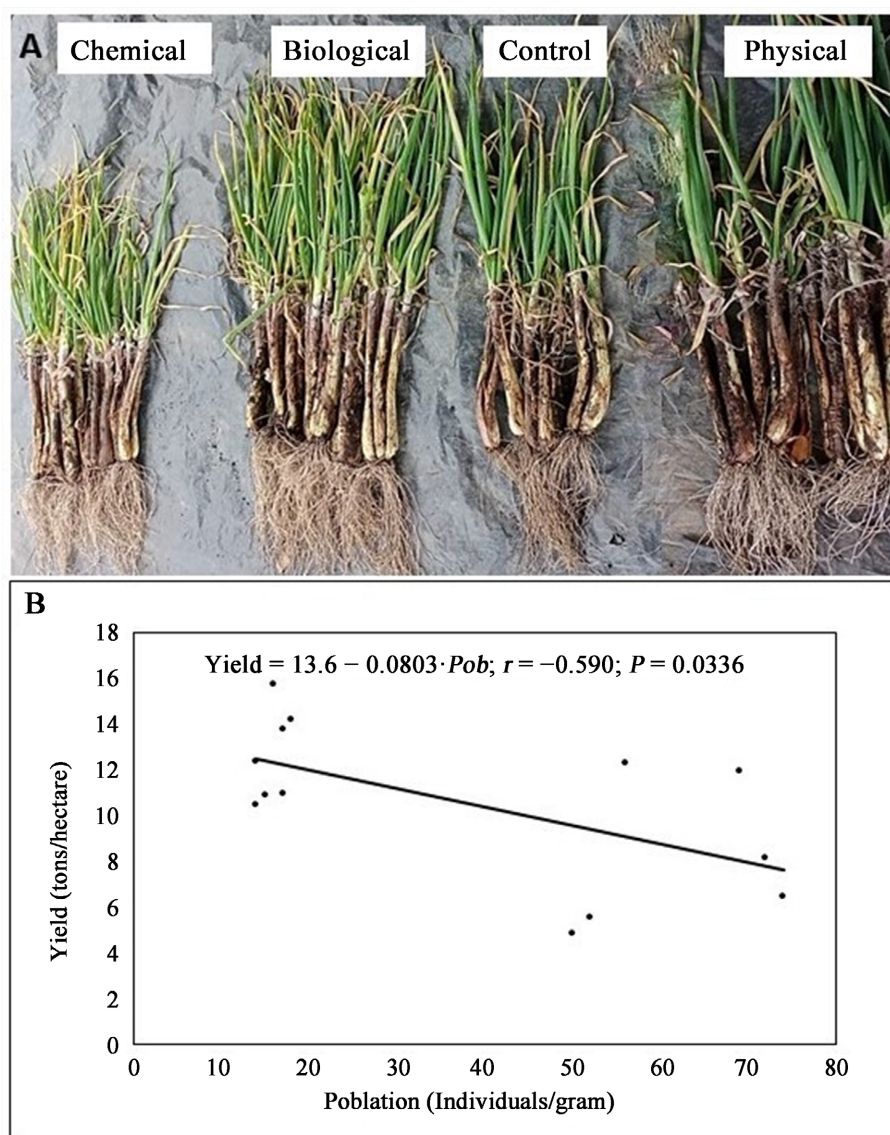 A
Chemical
Biological
Control
Physical
B
Yield = 13.6 − 0.0803·Pob; r = −0.590; P = 0.0336
18
16
14
12
10
8
6
4
2
0
Yield (tons/hectare)
0 10 20 30 40 50 60 70 80
Poblation (Individuals/gram)